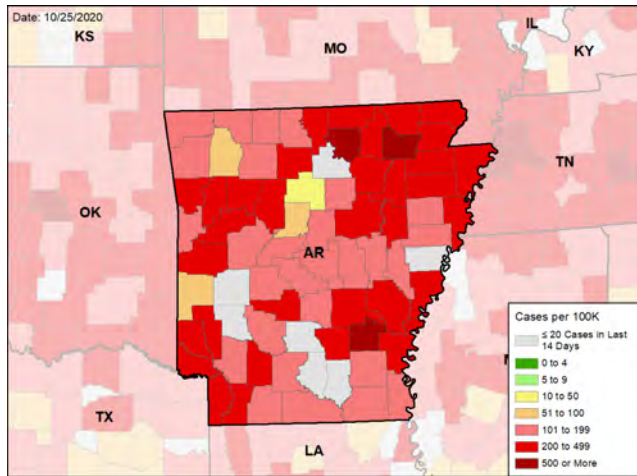 Date: 10/25/2020
KS
MO
IL
KY
OK
AR
TN
TX
LA
Cases per 100K
≤ 20 Cases in Last
14 Days
0 to 4
5 to 9
10 to 50
51 to 100
101 to 199
200 to 499
500 or More